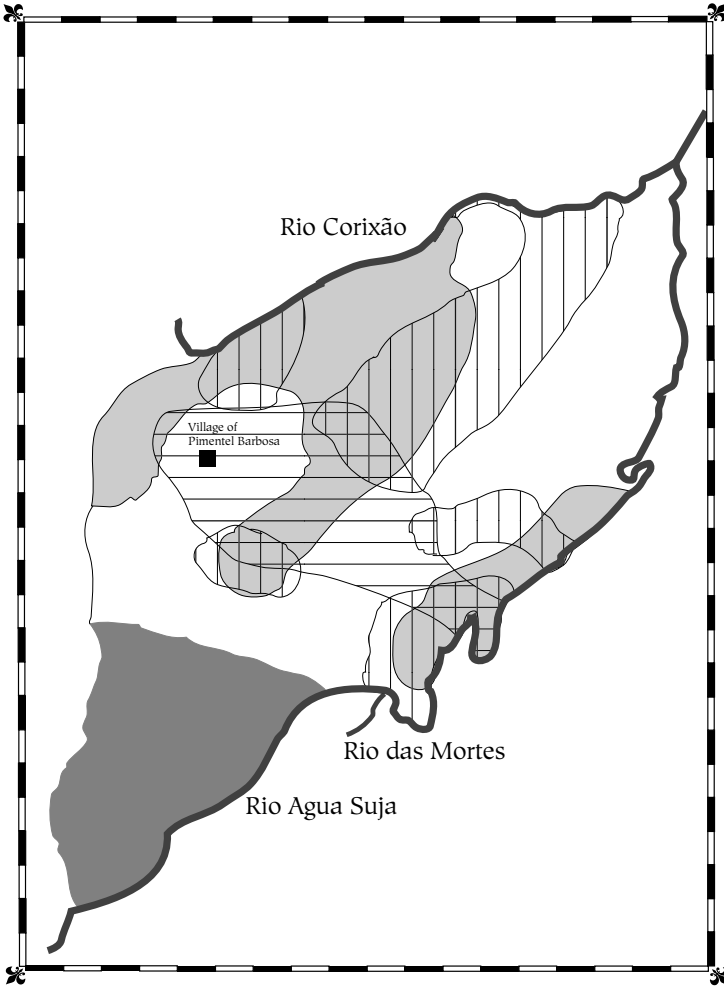 Rio Corixão
Village of
Pimentel Barbosa
Rio das Mortes
Rio Agua Suja